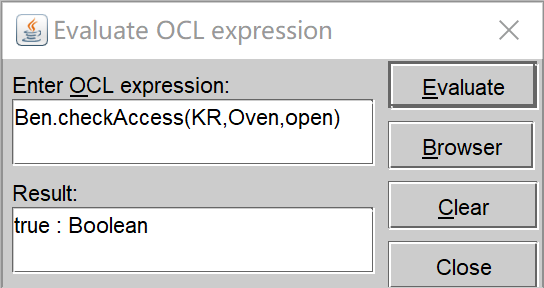 Evaluate OCL expression
Enter OCL expression:
Ben.checkAccess(KR,Oven,open)
Result:
true : Boolean
Evaluate
Browser
Clear
Close